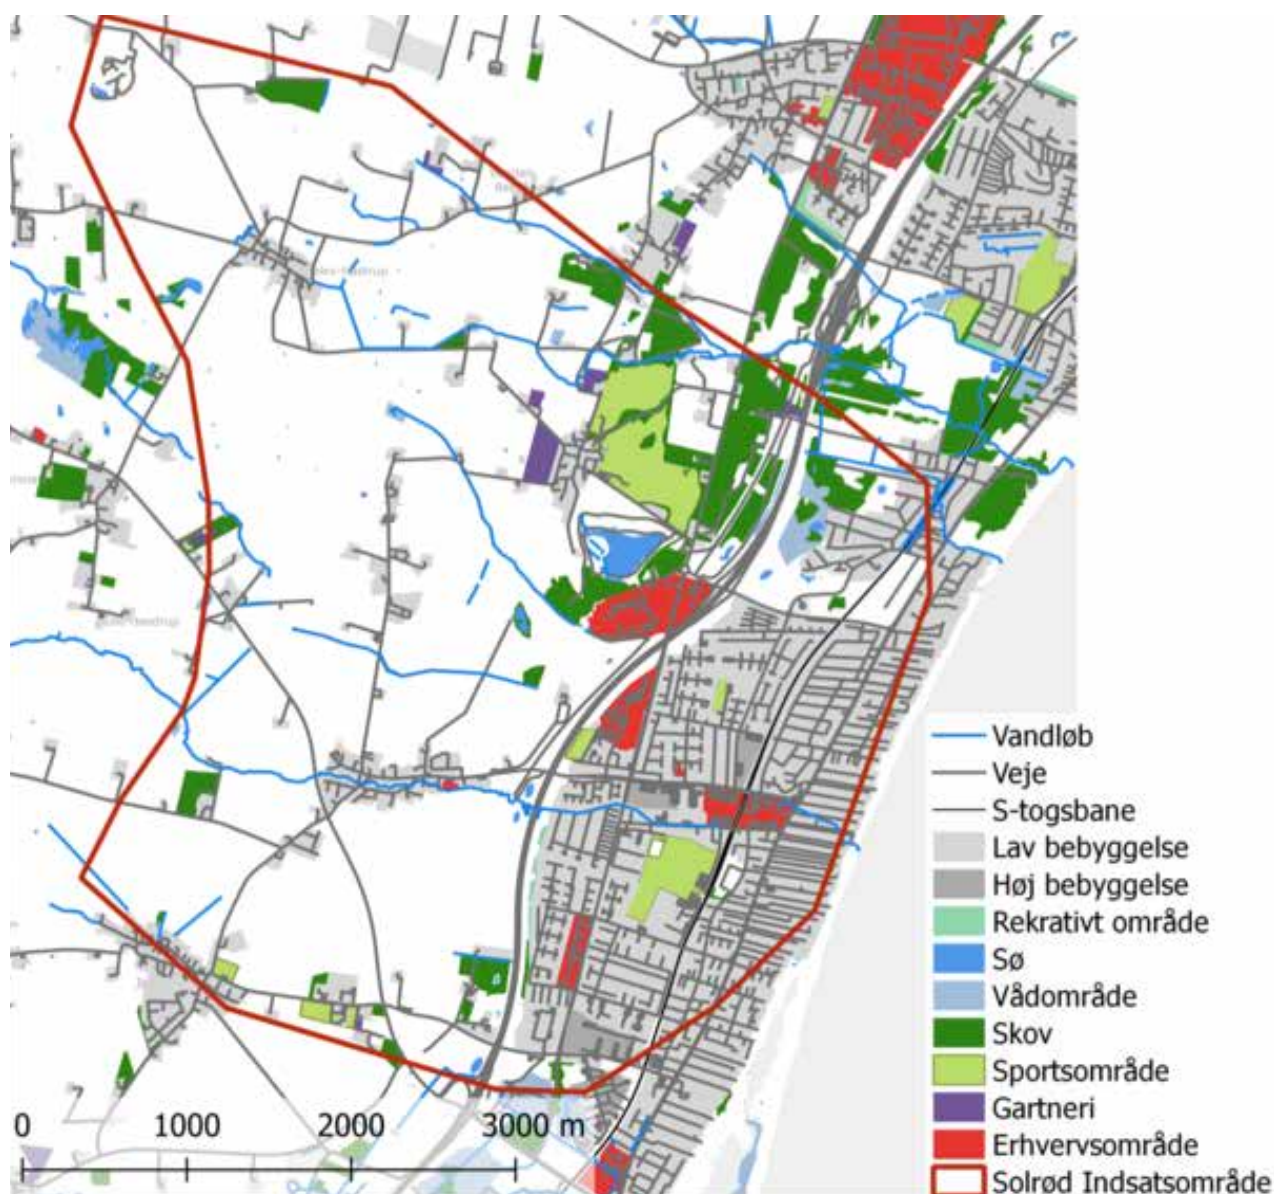 Vandløb
Veje
S-togsbane
Lav bebyggelse
Høj bebyggelse
Rekrativt område
Sø
Vådområde
Skov
Sportsområde
Gartneri
Erhvervsområde
Solrød Indsatsområde
0 1000 2000 3000 m